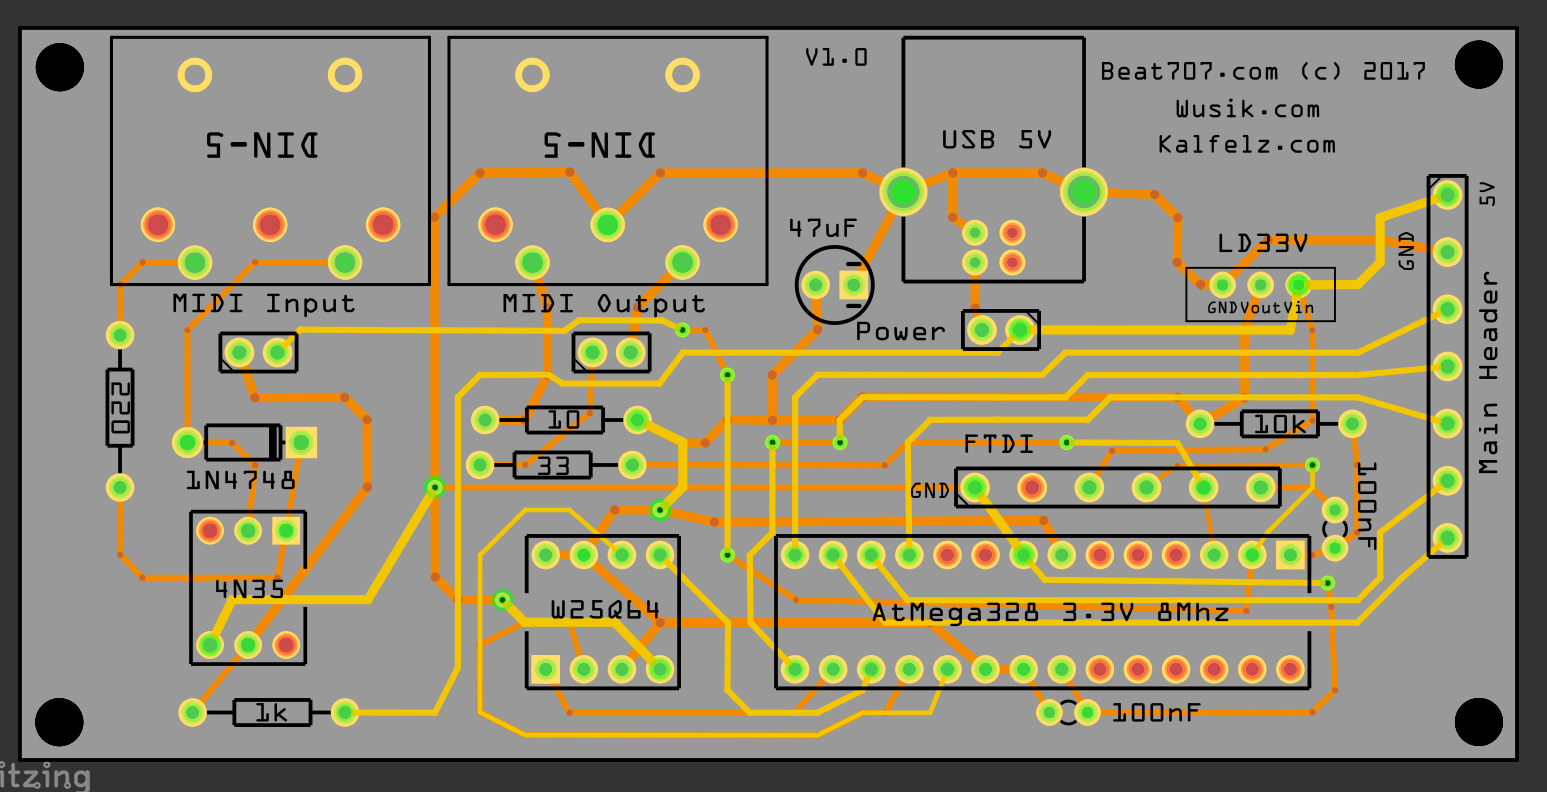 V1.0
Beat707.com (c) 2017
Wusik.com
Kalfelz.com
DIN-5
DIN-5
USB 5V
5V
47uF
LD33V
GND
MIDI Input
MIDI Output
GNDVoutVin
Power
Main Header
220
10
10k
1N4748
33
FTDI
GND
100nF
4N35
W25Q64
AtMega328 3.3V 8Mhz
1k
100nF
itzing